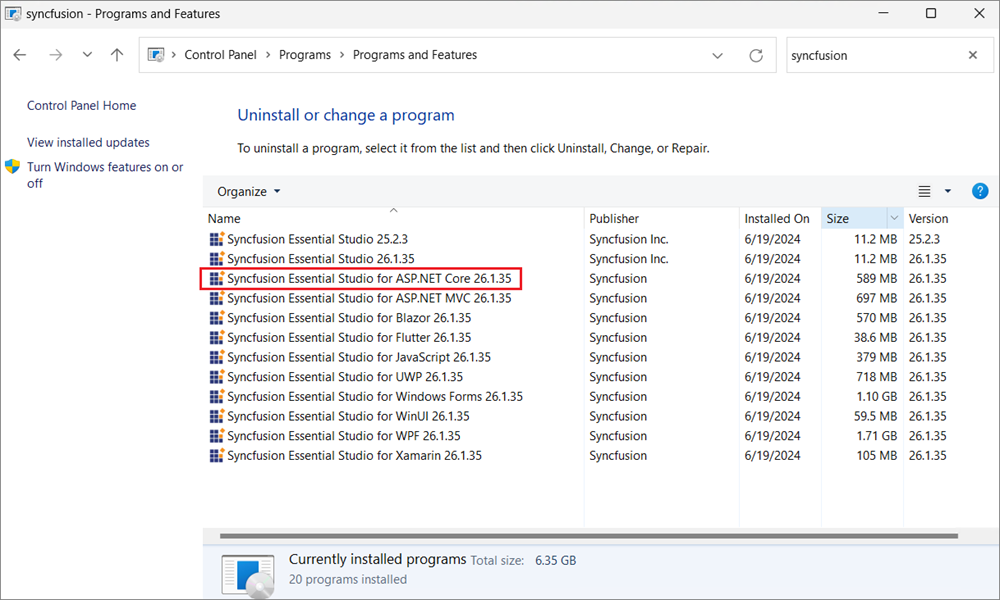 syncfusion - Programs and Features
Control Panel > Programs > Programs and Features
syncfusion
Control Panel Home
View installed updates
Turn Windows features on or
off
Uninstall or change a program
To uninstall a program, select it from the list and then click Uninstall, Change, or Repair.
Organize
Name Publisher Installed On Size Version
Syncfusion Essential Studio 25.2.3 Syncfusion Inc. 6/19/2024 11.2 MB 25.2.3
Syncfusion Essential Studio 26.1.35 Syncfusion Inc. 6/19/2024 11.2 MB 26.1.35
Syncfusion Essential Studio for ASP.NET Core 26.1.35 Syncfusion 6/19/2024 589 MB 26.1.35
Syncfusion Essential Studio for ASP.NET MVC 26.1.35 Syncfusion 6/19/2024 697 MB 26.1.35
Syncfusion Essential Studio for Blazor 26.1.35 Syncfusion 6/19/2024 570 MB 26.1.35
Syncfusion Essential Studio for Flutter 26.1.35 Syncfusion 6/19/2024 38.6 MB 26.1.35
Syncfusion Essential Studio for JavaScript 26.1.35 Syncfusion 6/19/2024 379 MB 26.1.35
Syncfusion Essential Studio for UWP 26.1.35 Syncfusion 6/19/2024 718 MB 26.1.35
Syncfusion Essential Studio for Windows Forms 26.1.35 Syncfusion 6/19/2024 1.10 GB 26.1.35
Syncfusion Essential Studio for WinUI 26.1.35 Syncfusion 6/19/2024 59.5 MB 26.1.35
Syncfusion Essential Studio for WPF 26.1.35 Syncfusion 6/19/2024 1.71 GB 26.1.35
Syncfusion Essential Studio for Xamarin 26.1.35 Syncfusion 6/19/2024 105 MB 26.1.35
Currently installed programs Total size: 6.35 GB
20 programs installed